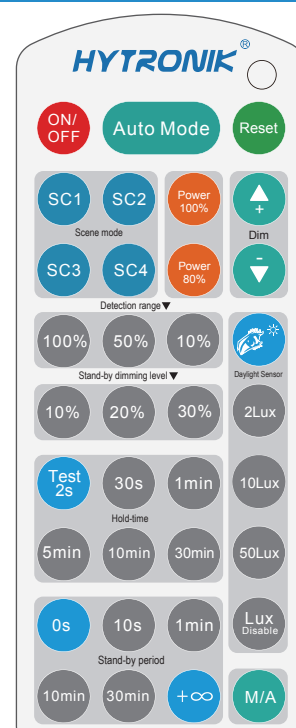 HYTRONIK®
ON/
OFF
Auto Mode
Reset
SC1
SC2
Power
100%
+
Scene mode
Dim
SC3
SC4
Power
80%
-
Detection range▼
100%
50%
10%
Stand-by dimming level▼
Daylight Sensor
10%
20%
30%
2Lux
Test
2s
30s
1min
10Lux
Hold-time
5min
10min
30min
50Lux
0s
10s
1min
Lux
Disable
Stand-by period
10min
30min
+∞
M/A